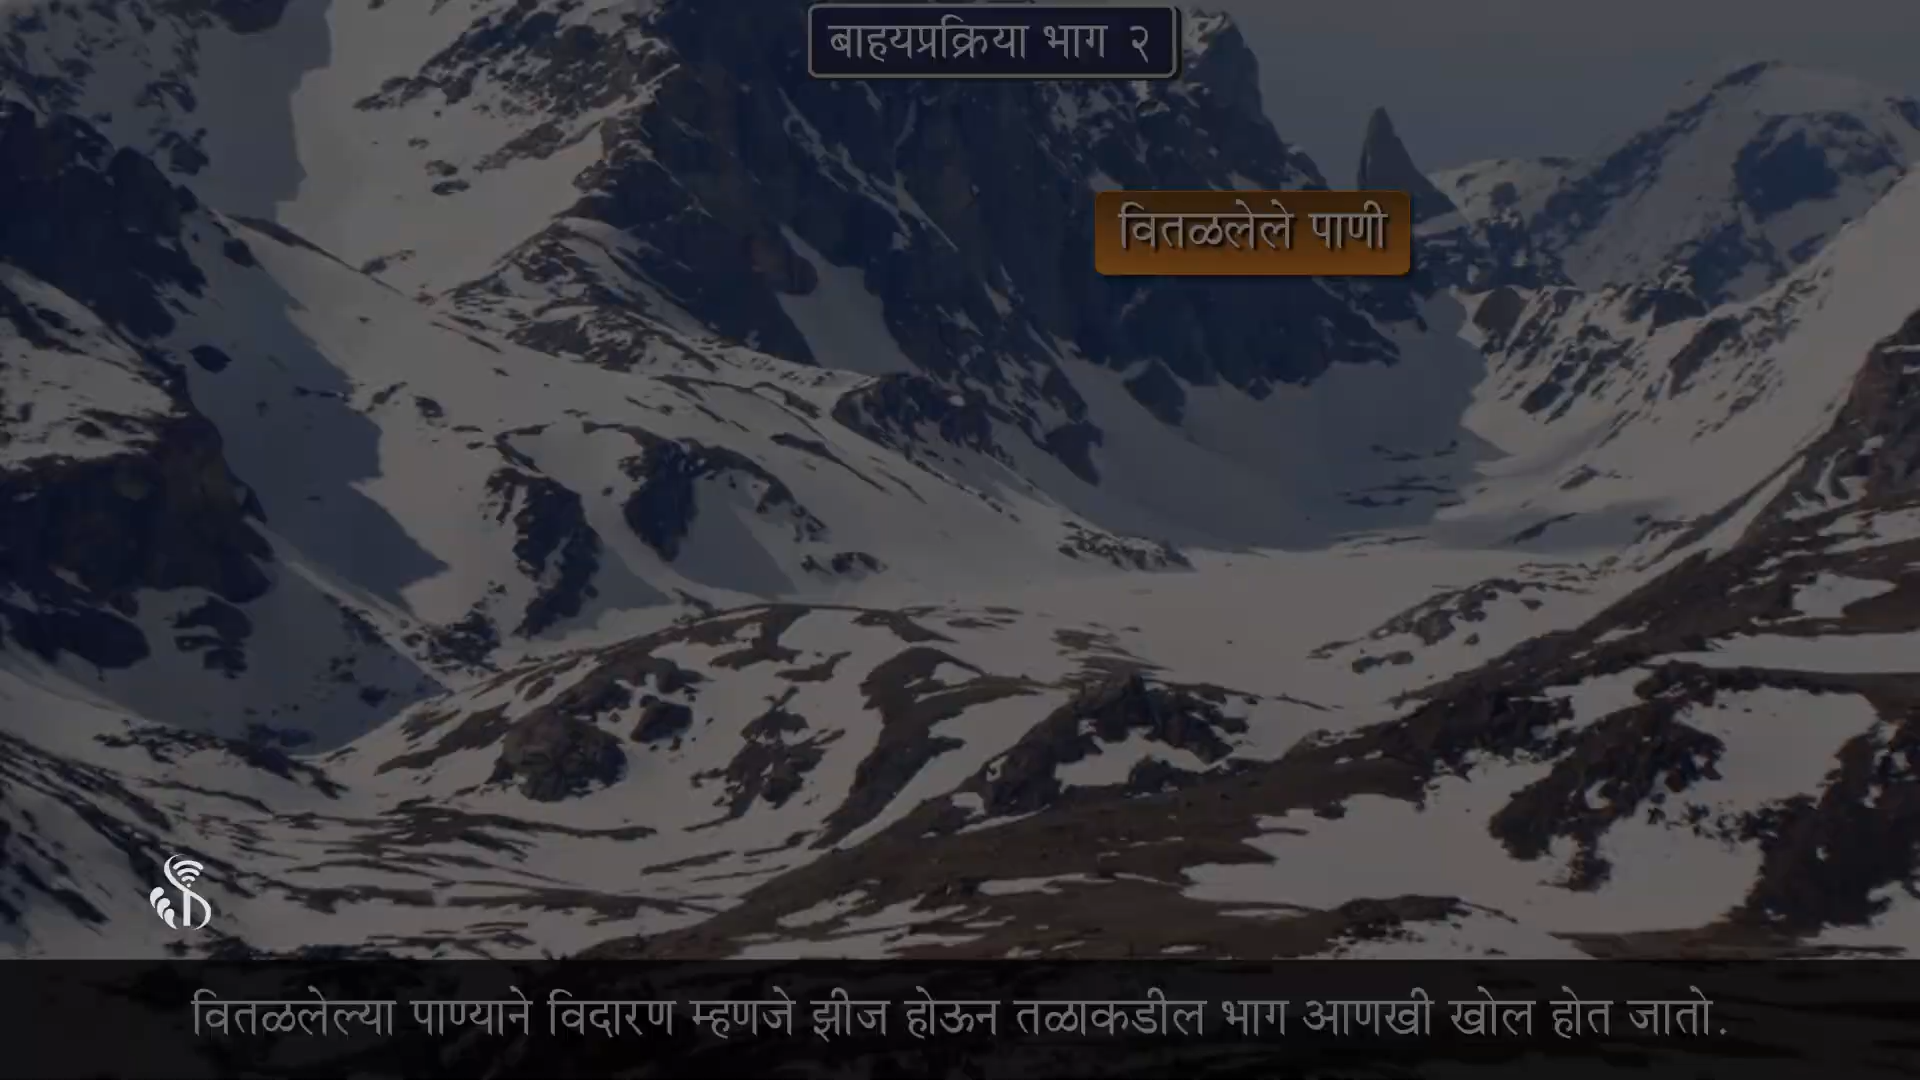 बाहयप्रक्रिया भाग २
वितळलेले पाणी
वितळलेल्या पाण्याने विदारण म्हणजे झीज होऊन तळाकडील भाग आणखी खोल होत जातो.